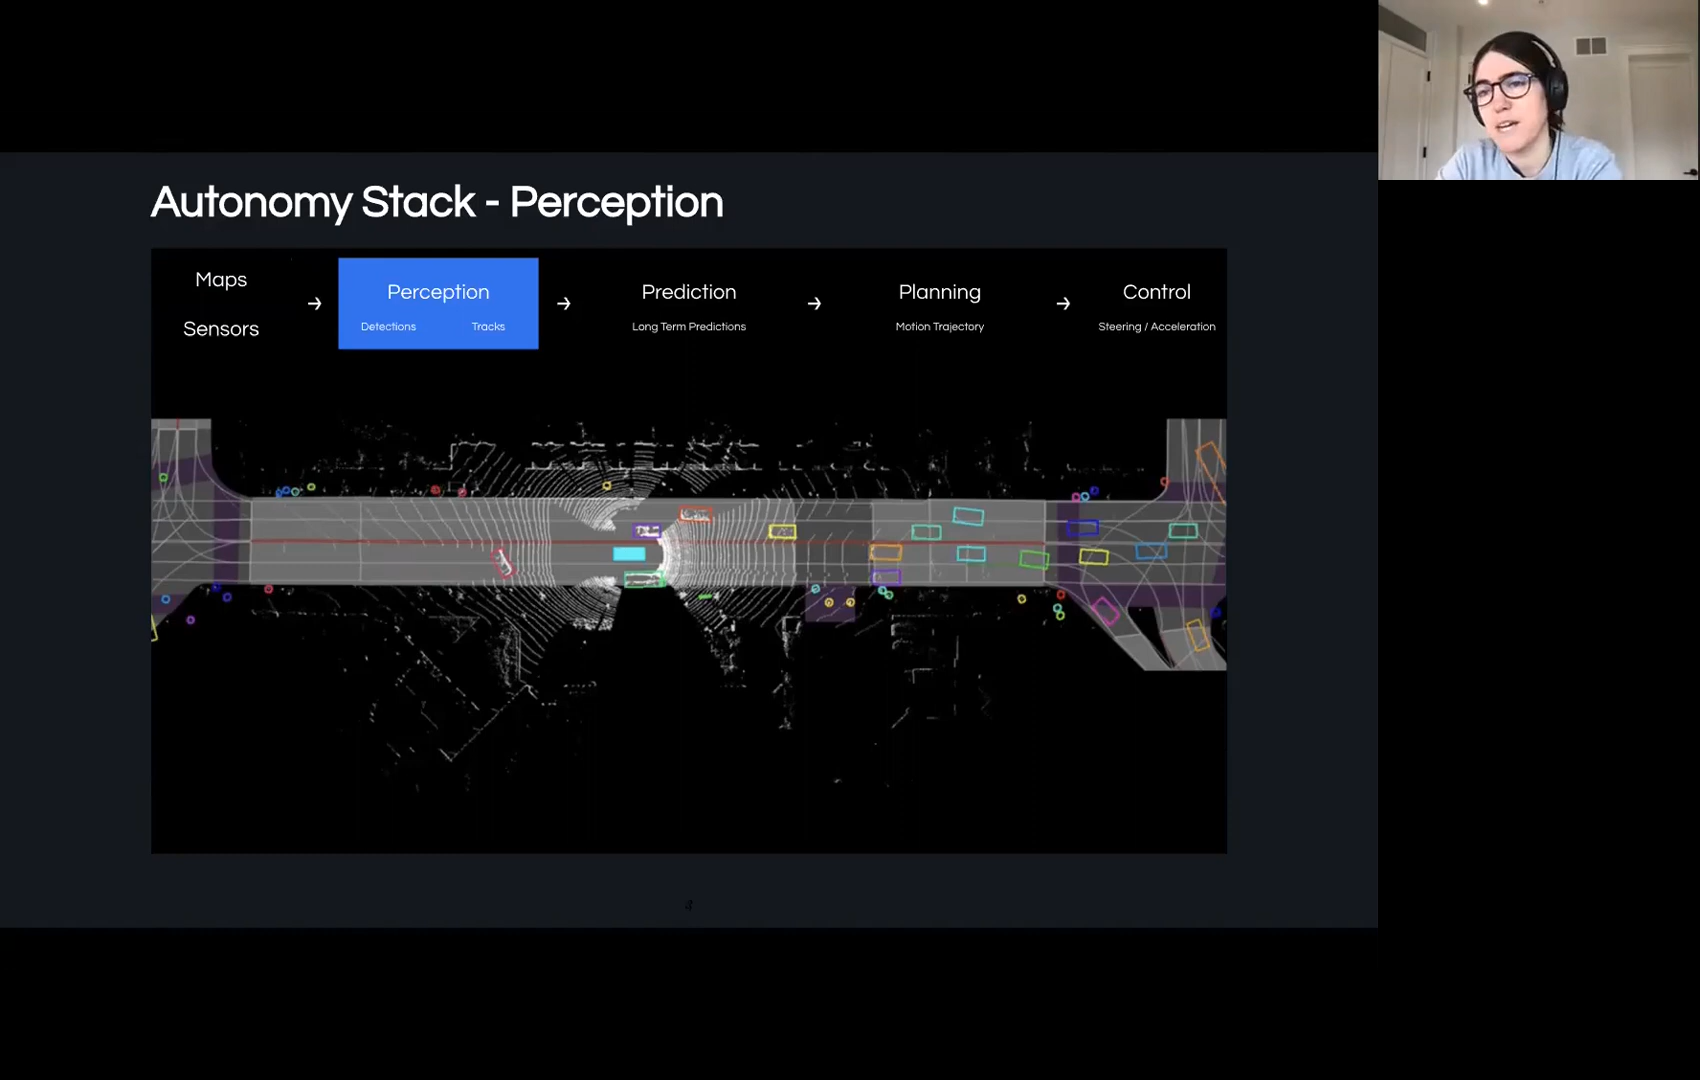 Autonomy Stack - Perception
Maps
Sensors
→
Perception
Detections Tracks
→
Prediction
Long Term Predictions
→
Planning
Motion Trajectory
→
Control
Steering / Acceleration